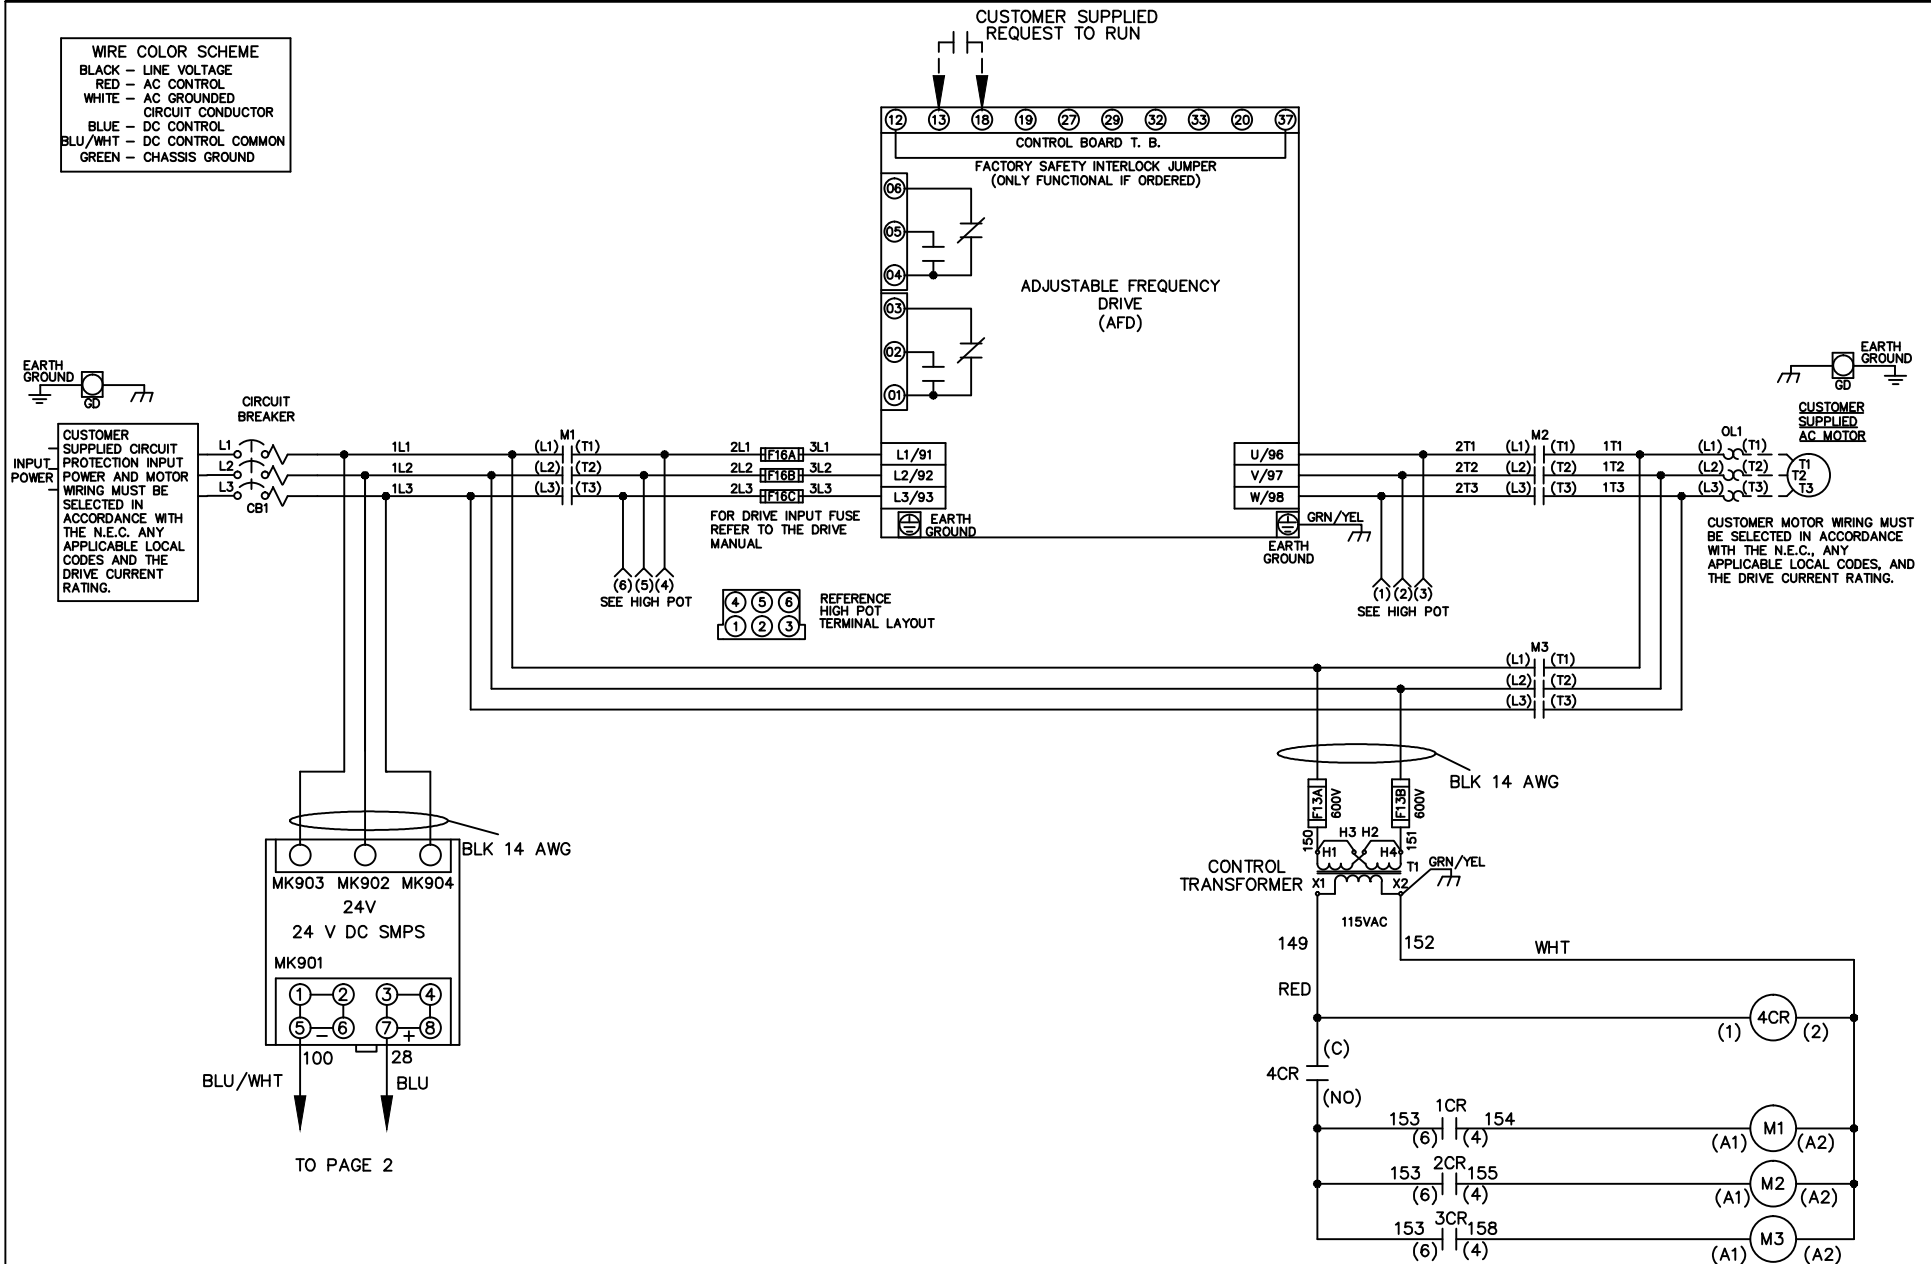 CUSTOMER SUPPLIED
REQUEST TO RUN
WIRE COLOR SCHEME
BLACK – LINE VOLTAGE
RED – AC CONTROL
WHITE – AC GROUNDED
CIRCUIT CONDUCTOR
BLUE – DC CONTROL
BLU/WHT – DC CONTROL COMMON
GREEN – CHASSIS GROUND
12 13 18 19 27 29 32 33 20 37
CONTROL BOARD T. B.
FACTORY SAFETY INTERLOCK JUMPER
(ONLY FUNCTIONAL IF ORDERED)
06
05
04
03
02
01
ADJUSTABLE FREQUENCY
DRIVE
(AFD)
EARTH
GROUND
GD
CIRCUIT
BREAKER
INPUT
POWER
CUSTOMER
SUPPLIED CIRCUIT
PROTECTION INPUT
POWER AND MOTOR
WIRING MUST BE
SELECTED IN
ACCORDANCE WITH
THE N.E.C. ANY
APPLICABLE LOCAL
CODES AND THE
DRIVE CURRENT
RATING.
L1
L2
L3
CB1
1L1
1L2
1L3
M1
(L1) (T1)
(L2) (T2)
(L3) (T3)
2L1 F16A 3L1
2L2 F16B 3L2
2L3 F16C 3L3
L1/91
L2/92
L3/93
EARTH
GROUND
FOR DRIVE INPUT FUSE
REFER TO THE DRIVE
MANUAL
(6) (5) (4)
SEE HIGH POT
4 5 6
1 2 3
REFERENCE
HIGH POT
TERMINAL LAYOUT
U/96
V/97
W/98
GRN/YEL
EARTH
GROUND
2T1
2T2
2T3
M2
(L1) (T1)
(L2) (T2)
(L3) (T3)
1T1
1T2
1T3
OL1
(L1) (T1)
(L2) (T2)
(L3) (T3)
T1
T2
T3
EARTH
GROUND
GD
CUSTOMER
SUPPLIED
AC MOTOR
CUSTOMER MOTOR WIRING MUST
BE SELECTED IN ACCORDANCE
WITH THE N.E.C., ANY
APPLICABLE LOCAL CODES, AND
THE DRIVE CURRENT RATING.
(1) (2) (3)
SEE HIGH POT
M3
(L1) (T1)
(L2) (T2)
(L3) (T3)
BLK 14 AWG
MK903 MK902 MK904
24V
24 V DC SMPS
MK901
1 2 3 4
5 – 6 7 + 8
100 28
BLU/WHT BLU
TO PAGE 2
BLK 14 AWG
F13A 600V F13B 600V
150 151
H3 H2
H1 H4
T1 GRN/YEL
CONTROL
TRANSFORMER
X1 X2
115VAC
149 152 WHT
RED
4CR
(1) (2)
(C)
4CR
(NO)
1CR
153 154
(6) (4)
M1
(A1) (A2)
2CR
153 155
(6) (4)
M2
(A1) (A2)
3CR
153 158
(6) (4)
M3
(A1) (A2)